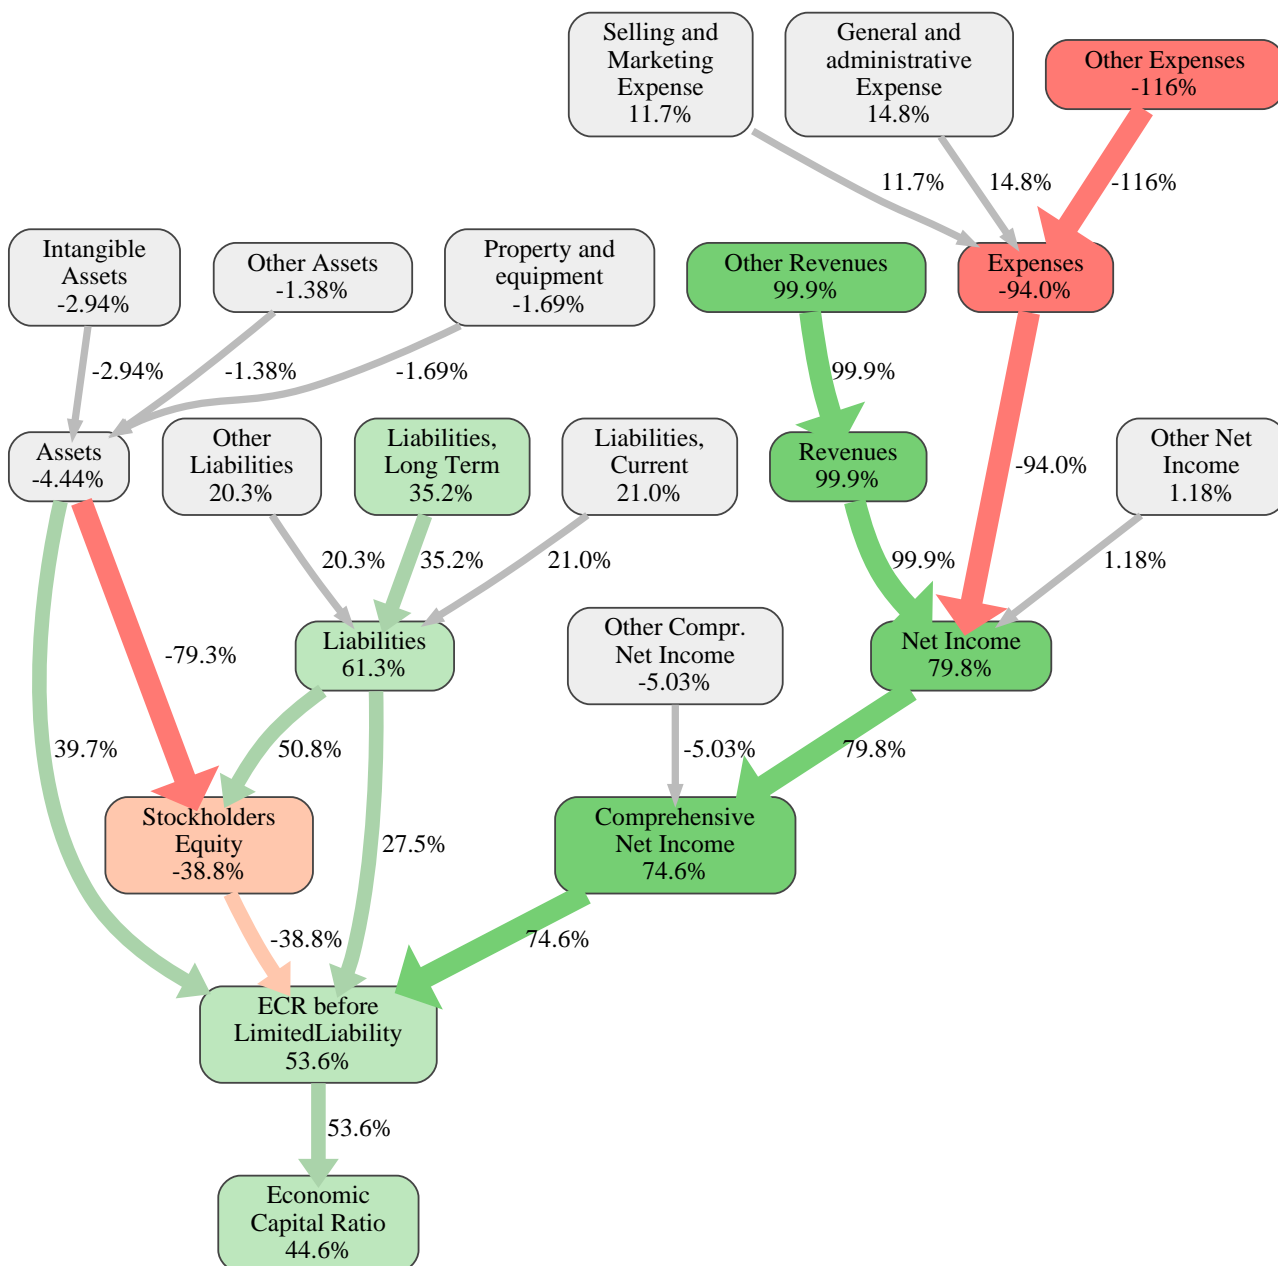 Selling and
Marketing
Expense
11.7%
General and
administrative
Expense
14.8%
Other Expenses
-116%
11.7%
14.8%
-116%
Intangible
Assets
-2.94%
Other Assets
-1.38%
Property and
equipment
-1.69%
Other Revenues
99.9%
Expenses
-94.0%
-2.94%
-1.38%
-1.69%
99.9%
Assets
-4.44%
Other
Liabilities
20.3%
Liabilities,
Long Term
35.2%
Liabilities,
Current
21.0%
Revenues
99.9%
-94.0%
Other Net
Income
1.18%
20.3%
35.2%
21.0%
99.9%
1.18%
-79.3%
Liabilities
61.3%
Other Compr.
Net Income
-5.03%
Net Income
79.8%
39.7%
50.8%
-5.03%
79.8%
Stockholders
Equity
-38.8%
27.5%
Comprehensive
Net Income
74.6%
-38.8%
74.6%
ECR before
LimitedLiability
53.6%
53.6%
Economic
Capital Ratio
44.6%